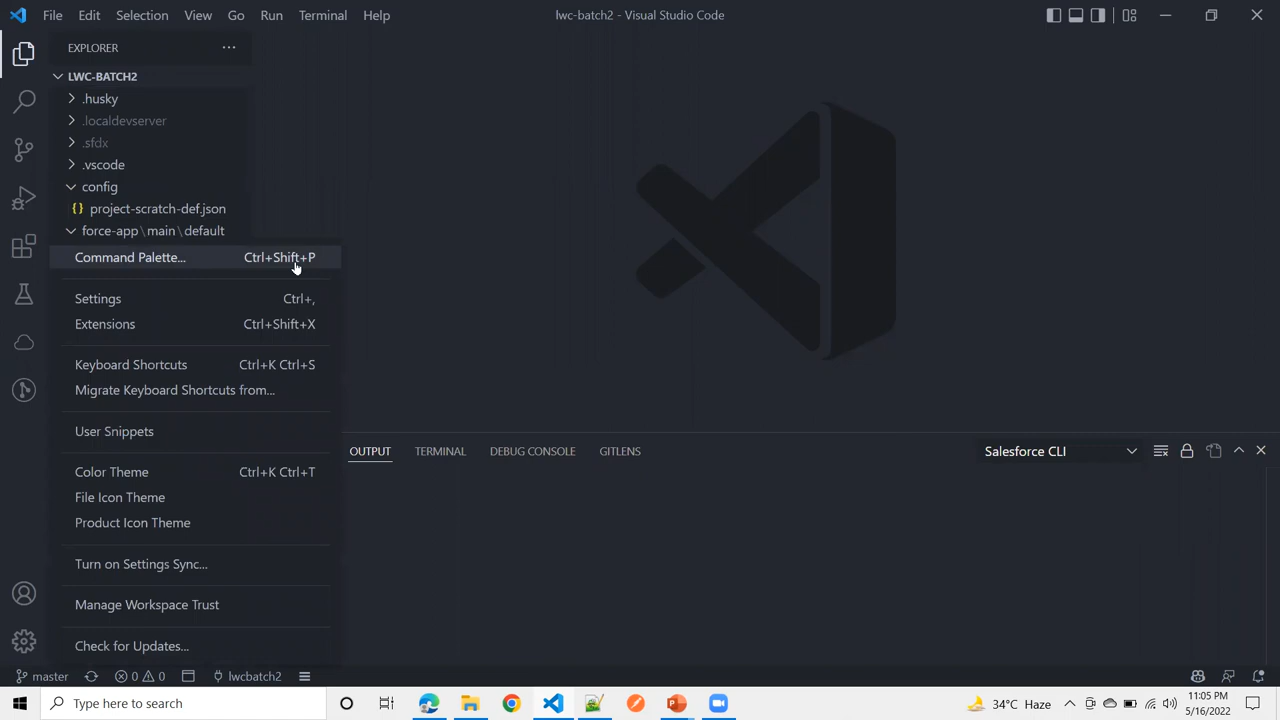 File Edit Selection View Go Run Terminal Help
lwc-batch2 - Visual Studio Code
EXPLORER
LWC-BATCH2
.husky
.localdevserver
.sfdx
.vscode
config
{} project-scratch-def.json
force-app\main\default
Command Palette... Ctrl+Shift+P
Settings Ctrl+,
Extensions Ctrl+Shift+X
Keyboard Shortcuts Ctrl+K Ctrl+S
Migrate Keyboard Shortcuts from...
User Snippets
Color Theme Ctrl+K Ctrl+T
File Icon Theme
Product Icon Theme
Turn on Settings Sync...
Manage Workspace Trust
Check for Updates...
OUTPUT TERMINAL DEBUG CONSOLE GITLENS
Salesforce CLI
master 0 0 lwcbatch2
Type here to search
34°C Haze
11:05 PM
5/16/2022